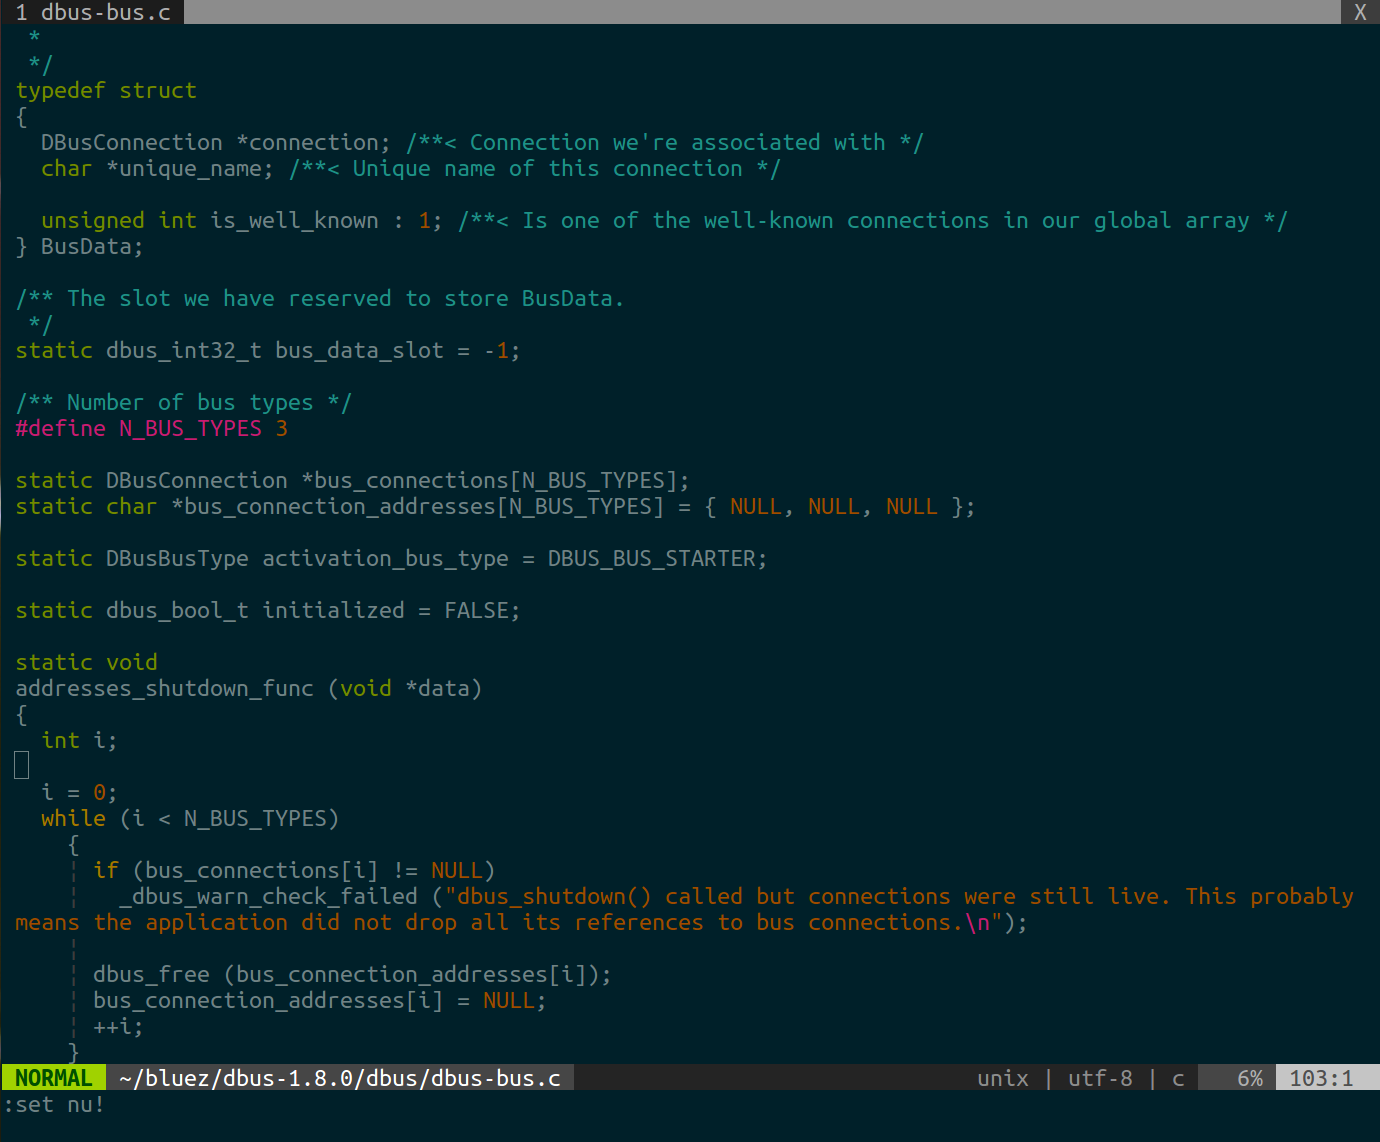 1 dbus-bus.c X
 *
 */
typedef struct
{
  DBusConnection *connection; /**< Connection we're associated with */
  char *unique_name; /**< Unique name of this connection */

  unsigned int is_well_known : 1; /**< Is one of the well-known connections in our global array */
} BusData;

/** The slot we have reserved to store BusData.
 */
static dbus_int32_t bus_data_slot = -1;

/** Number of bus types */
#define N_BUS_TYPES 3

static DBusConnection *bus_connections[N_BUS_TYPES];
static char *bus_connection_addresses[N_BUS_TYPES] = { NULL, NULL, NULL };

static DBusBusType activation_bus_type = DBUS_BUS_STARTER;

static dbus_bool_t initialized = FALSE;

static void
addresses_shutdown_func (void *data)
{
  int i;

  i = 0;
  while (i < N_BUS_TYPES)
    {
    ¦ if (bus_connections[i] != NULL)
    ¦   _dbus_warn_check_failed ("dbus_shutdown() called but connections were still live. This probably
means the application did not drop all its references to bus connections.\n");
    ¦
    ¦ dbus_free (bus_connection_addresses[i]);
    ¦ bus_connection_addresses[i] = NULL;
    ¦ ++i;
    }
NORMAL ~/bluez/dbus-1.8.0/dbus/dbus-bus.c unix | utf-8 | c 6% 103:1
:set nu!